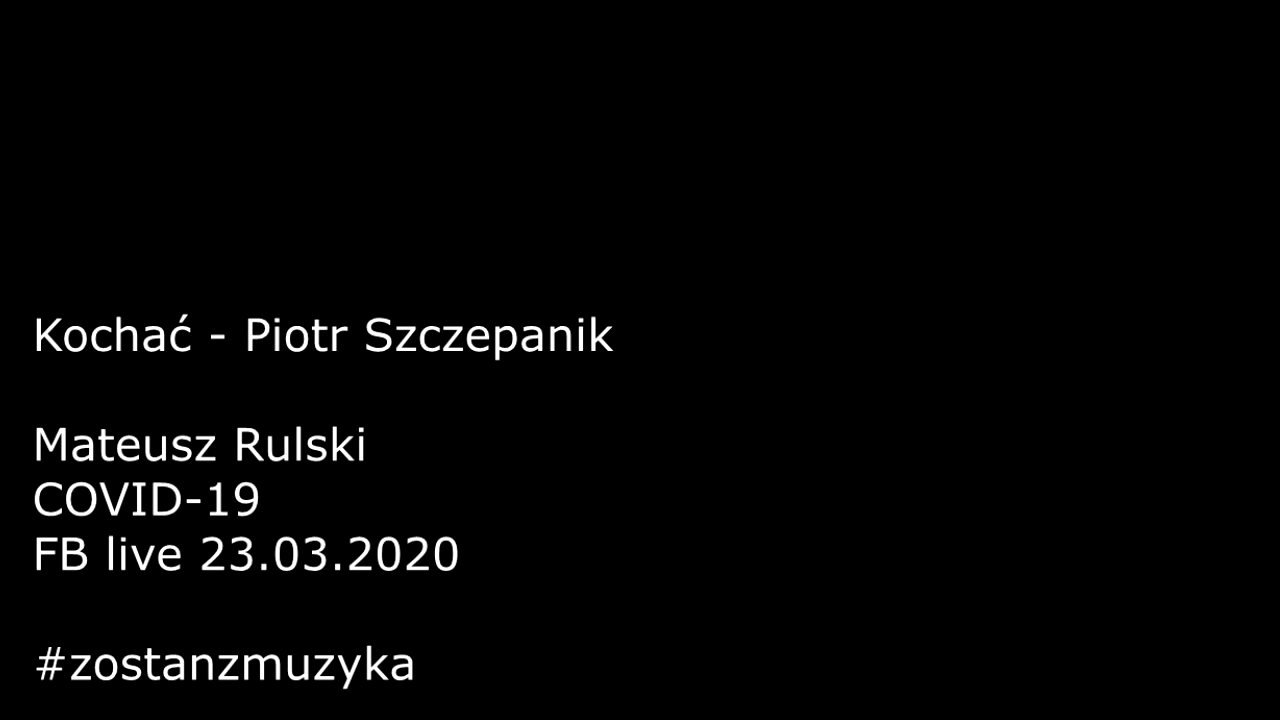 Kochać - Piotr Szczepanik
Mateusz Rulski
COVID-19
FB live 23.03.2020
#zostanzmuzyka